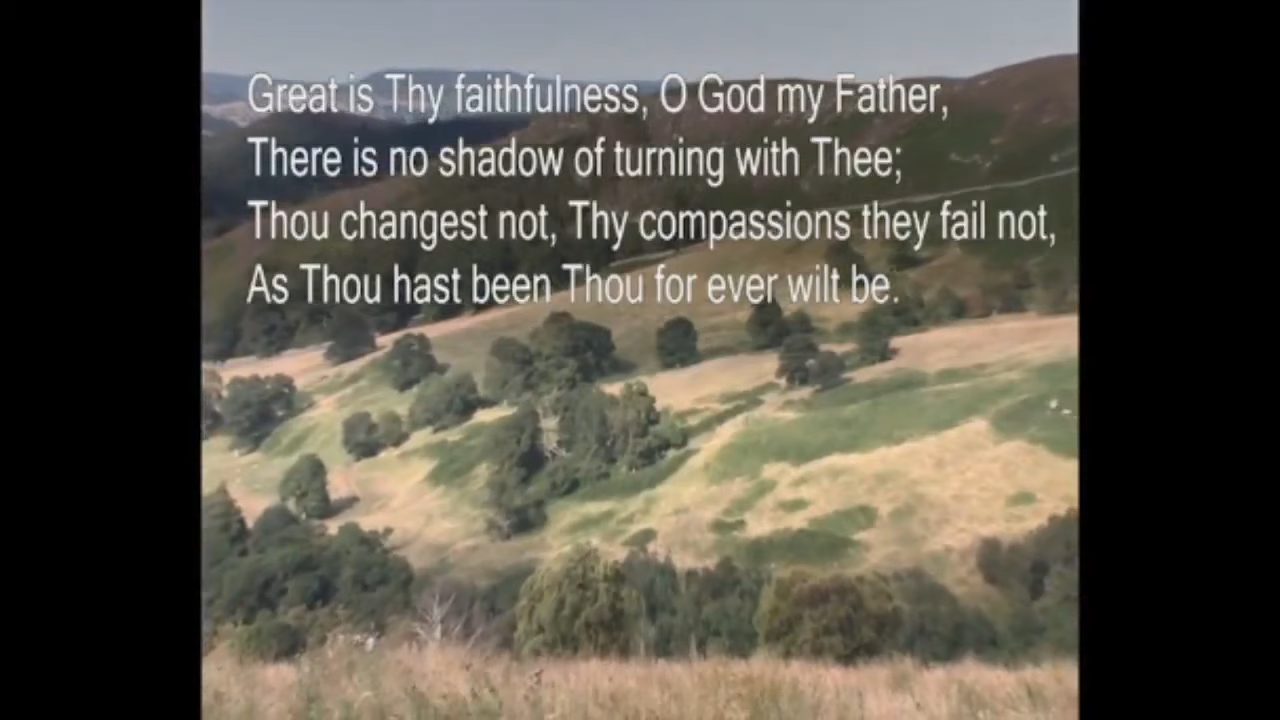 Great is Thy faithfulness, O God my Father,
There is no shadow of turning with Thee;
Thou changest not, Thy compassions they fail not,
As Thou hast been Thou for ever wilt be.